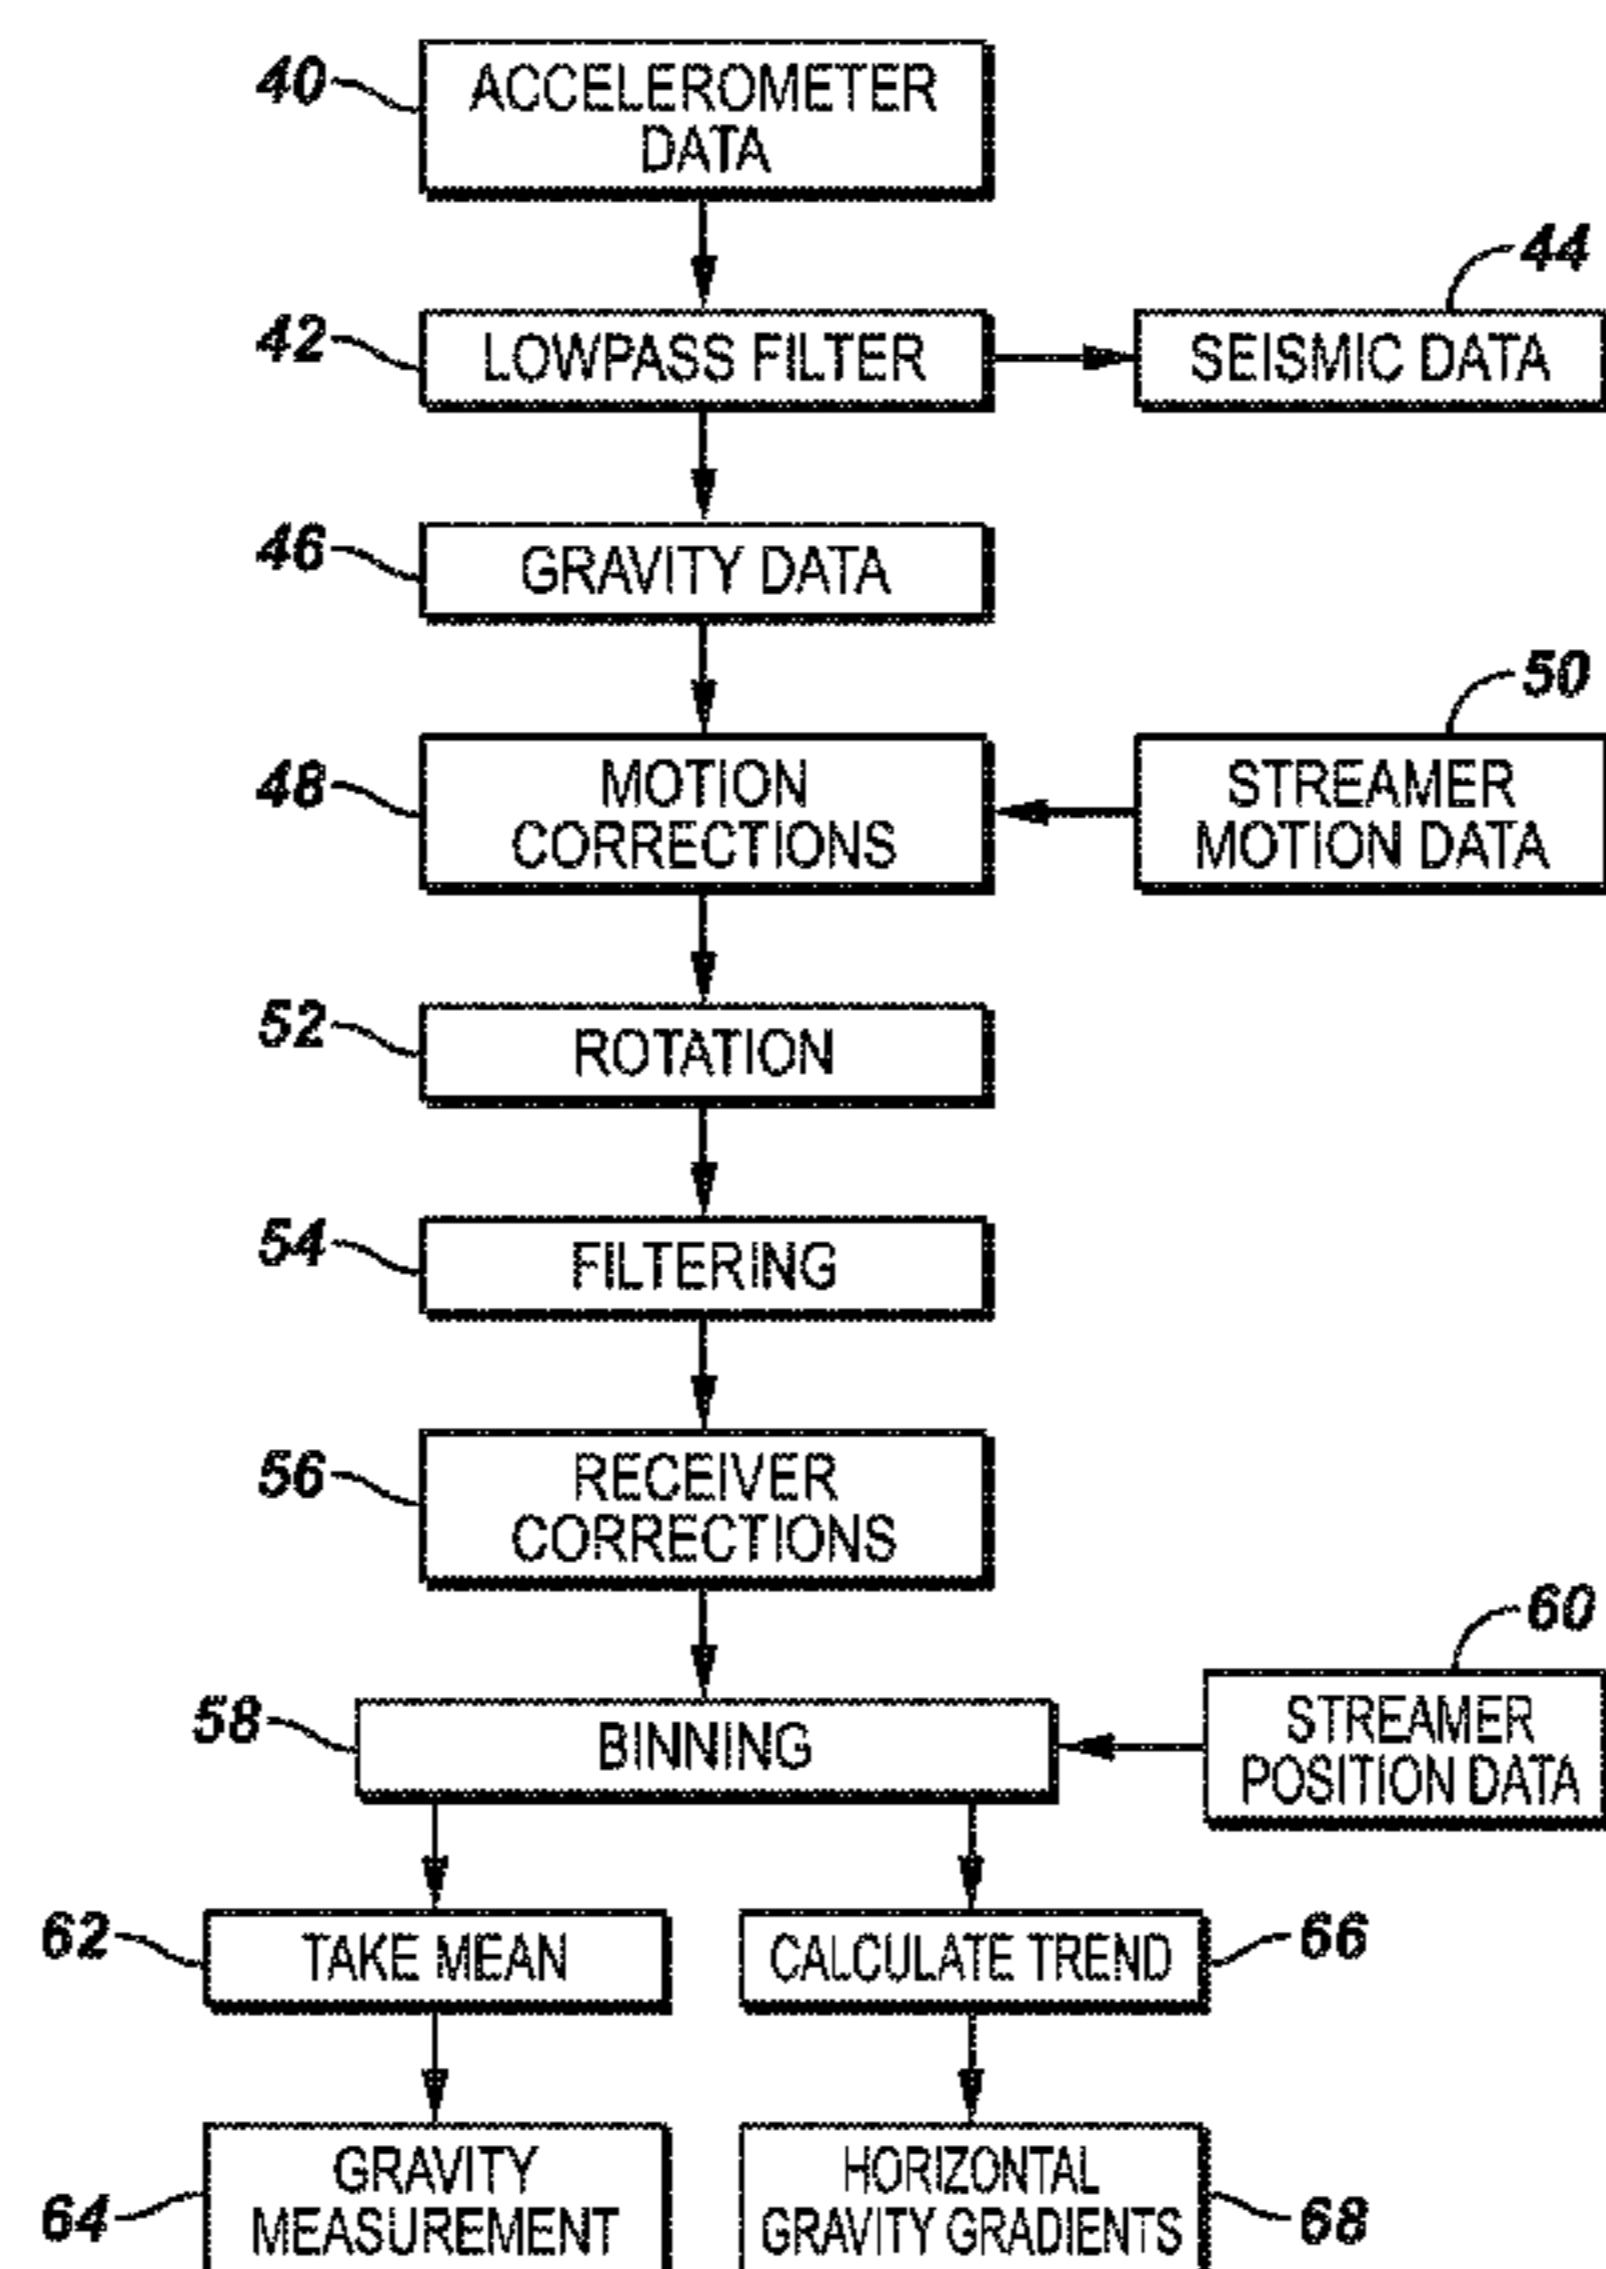 40
ACCELEROMETER
DATA
44
42
LOWPASS FILTER
SEISMIC DATA
46
GRAVITY DATA
50
48
MOTION
CORRECTIONS
STREAMER
MOTION DATA
52
ROTATION
54
FILTERING
56
RECEIVER
CORRECTIONS
60
58
BINNING
STREAMER
POSITION DATA
62
TAKE MEAN
CALCULATE TREND
66
64
GRAVITY
MEASUREMENT
HORIZONTAL
GRAVITY GRADIENTS
68